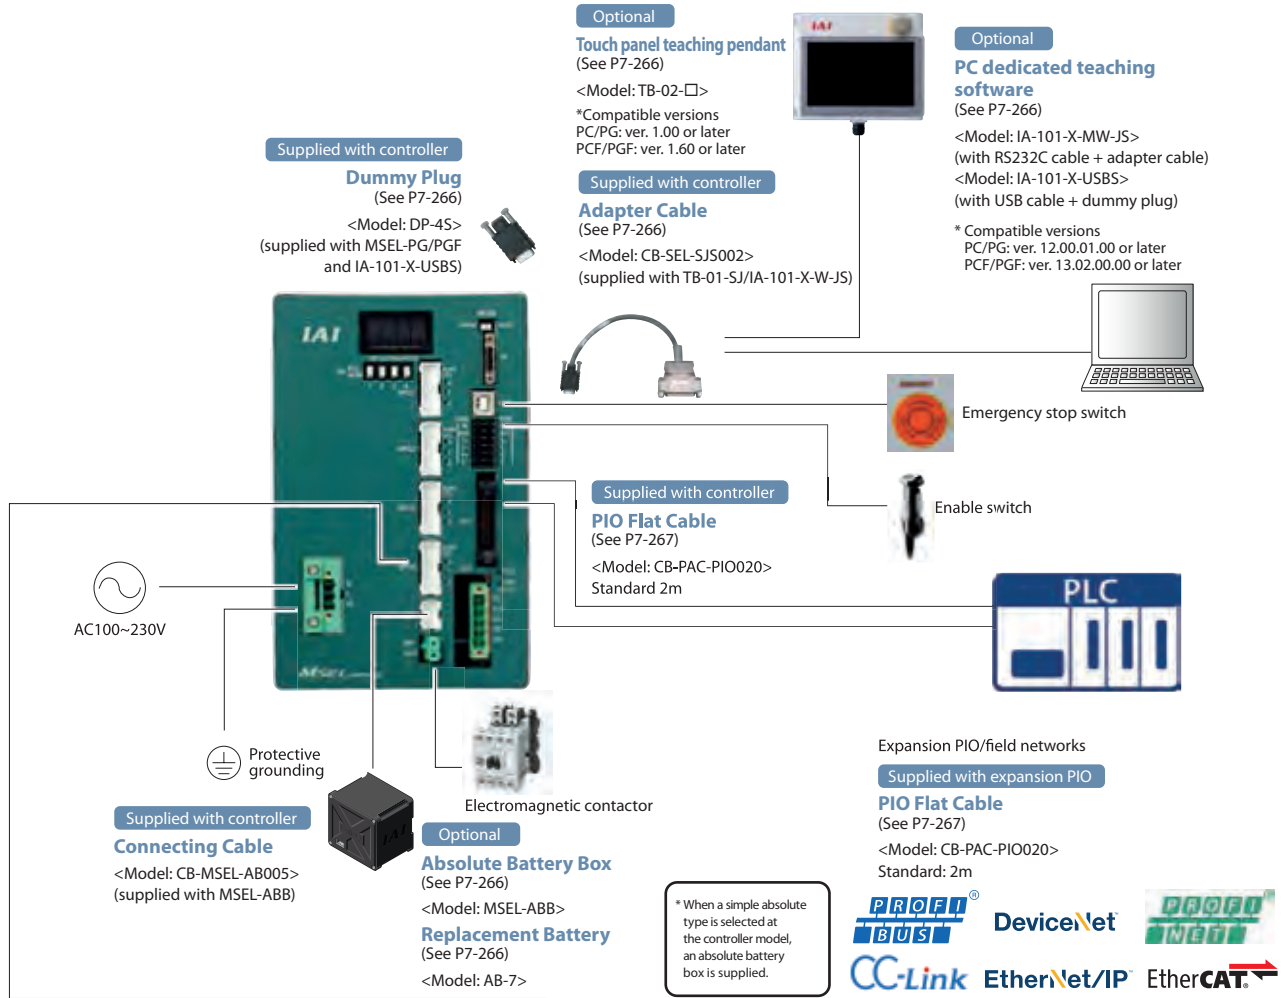 Optional
Touch panel teaching pendant
(See P7-266)
<Model: TB-02-□>
*Compatible versions
PC/PG: ver. 1.00 or later
PCF/PGF: ver. 1.60 or later
IAI
Optional
PC dedicated teaching
software
(See P7-266)
<Model: IA-101-X-MW-JS>
(with RS232C cable + adapter cable)
<Model: IA-101-X-USBS>
(with USB cable + dummy plug)
* Compatible versions
PC/PG: ver. 12.00.01.00 or later
PCF/PGF: ver. 13.02.00.00 or later
Supplied with controller
Dummy Plug
(See P7-266)
<Model: DP-4S>
(supplied with MSEL-PG/PGF
and IA-101-X-USBS)
Supplied with controller
Adapter Cable
(See P7-266)
<Model: CB-SEL-SJS002>
(supplied with TB-01-SJ/IA-101-X-W-JS)
IAI
Emergency stop switch
Enable switch
Supplied with controller
PIO Flat Cable
(See P7-267)
<Model: CB-PAC-PIO020>
Standard 2m
PLC
AC100~230V
MSEL
Protective
grounding
Electromagnetic contactor
Supplied with controller
Connecting Cable
<Model: CB-MSEL-AB005>
(supplied with MSEL-ABB)
IAI
Optional
Absolute Battery Box
(See P7-266)
<Model: MSEL-ABB>
Replacement Battery
(See P7-266)
<Model: AB-7>
* When a simple absolute
type is selected at
the controller model,
an absolute battery
box is supplied.
Expansion PIO/field networks
Supplied with expansion PIO
PIO Flat Cable
(See P7-267)
<Model: CB-PAC-PIO020>
Standard: 2m
PROFI
BUS
®
DeviceNet
PROFI
NET
CC-Link
EtherNet/IP
EtherCAT